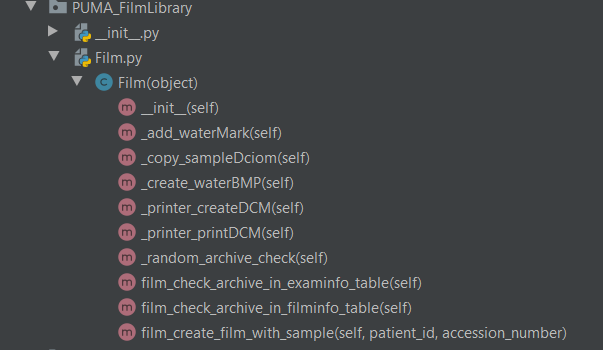 PUMA_FilmLibrary
__init__.py
Film.py
C Film(object)
m __init__(self)
m _add_waterMark(self)
m _copy_sampleDciom(self)
m _create_waterBMP(self)
m _printer_createDCM(self)
m _printer_printDCM(self)
m _random_archive_check(self)
m film_check_archive_in_examinfo_table(self)
m film_check_archive_in_filminfo_table(self)
m film_create_film_with_sample(self, patient_id, accession_number)